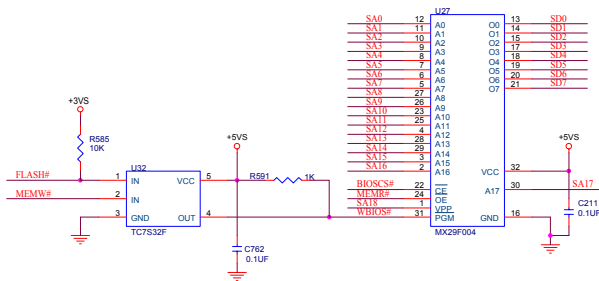 U27
SA0 12 A0 O0 13 SD0
SA1 11 A1 O1 14 SD1
SA2 10 A2 O2 15 SD2
SA3 9 A3 O3 17 SD3
SA4 8 A4 O4 18 SD4
SA5 7 A5 O5 19 SD5
SA6 6 A6 O6 20 SD6
SA7 5 A7 O7 21 SD7
SA8 27 A8
SA9 26 A9
SA10 23 A10
SA11 25 A11
SA12 4 A12
SA13 28 A13
SA14 29 A14
SA15 3 A15
SA16 2 A16
BIOSCS# 22 CE
MEMR# 24 OE
SA18 1 VPP
WBIOS# 31 PGM
VCC 32
A17 30 SA17
GND 16
MX29F004
+5VS
C211
0.1UF
+3VS
R585
10K
FLASH# 1 IN
MEMW# 2 IN
3 GND
U32
VCC 5
OUT 4
TC7S32F
+5VS
R591 1K
C762
0.1UF